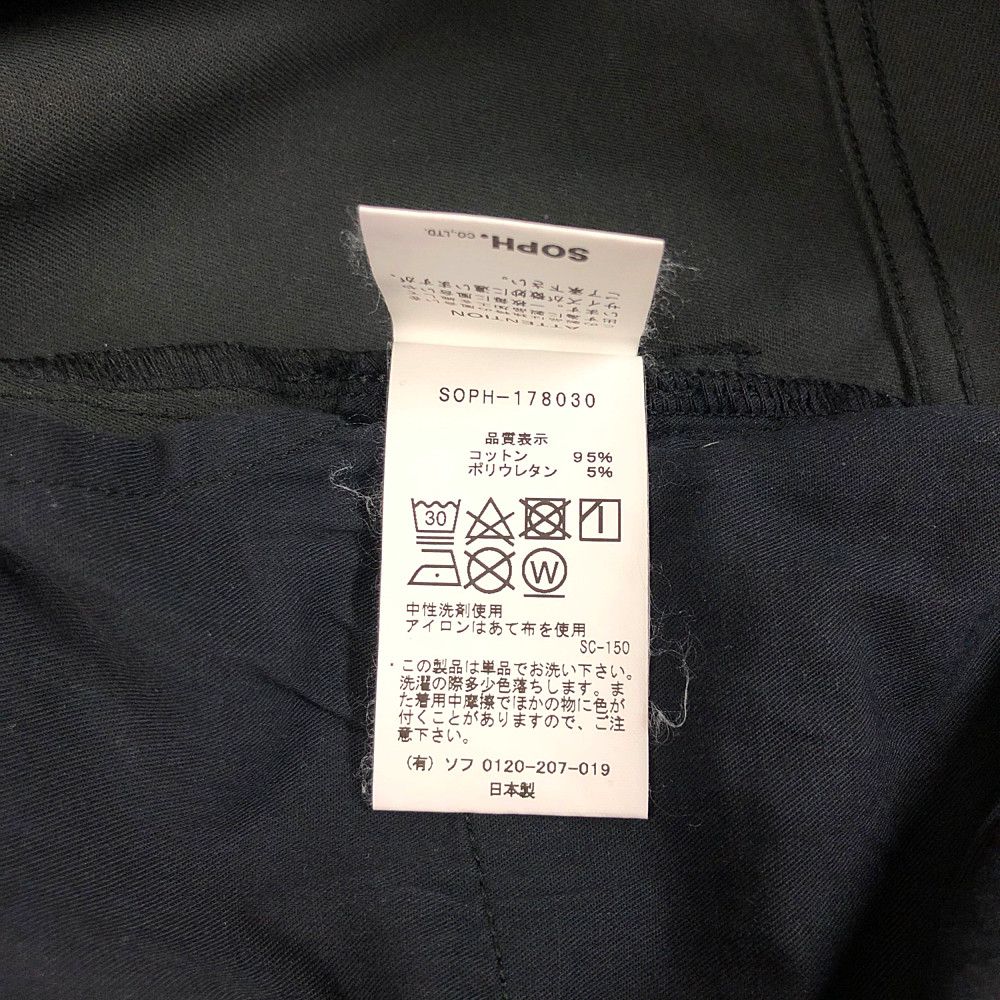 SOPH. CO.,LTD.
ATTENTION
SOPH-178030
品質表示
コットン 95%
ポリウレタン 5%
30
W
中性洗剤使用
アイロンはあて布を使用
SC-150
・この製品は単品でお洗い下さい。
洗濯の際多少色落ちします。ま
た着用中摩擦でほかの物に色が
付くことがありますので、ご注
意下さい。
(有) ソフ 0120-207-019
日本製